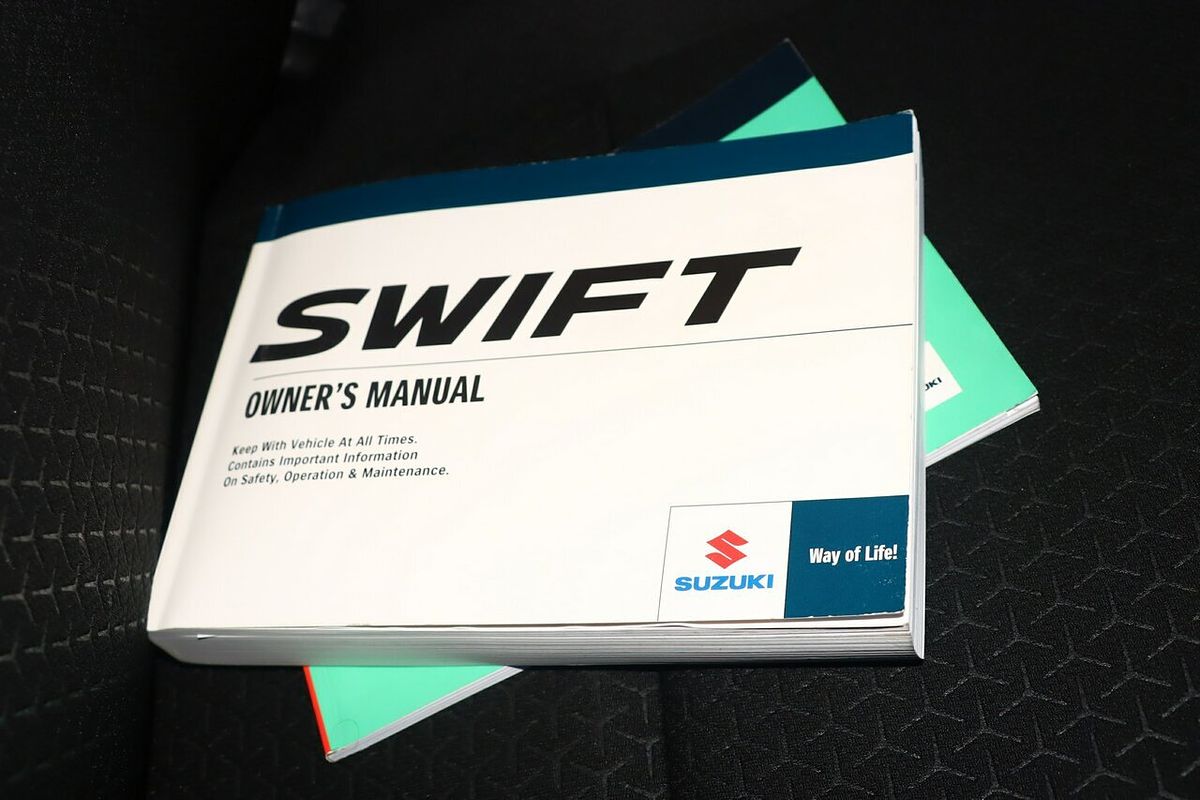 SWIFT
OWNER'S MANUAL
Keep With Vehicle At All Times.
Contains Important Information
On Safety, Operation & Maintenance.
SUZUKI
Way of Life!
UKI